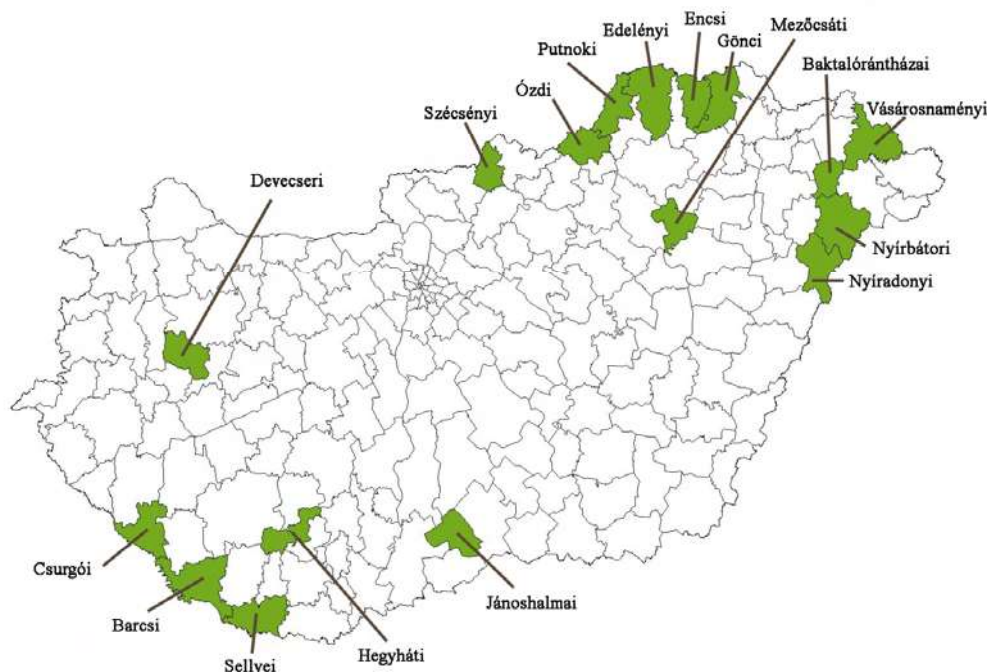 Encsi
Mezőcsáti
Edelényi
Gönci
Putnoki
Baktalórántházai
Ózdi
Vásárosnaményi
Szécsényi
Devecseri
Nyírbátori
Nyíradonyi
Csurgói
Jánoshalmai
Barcsi
Hegyháti
Sellyei